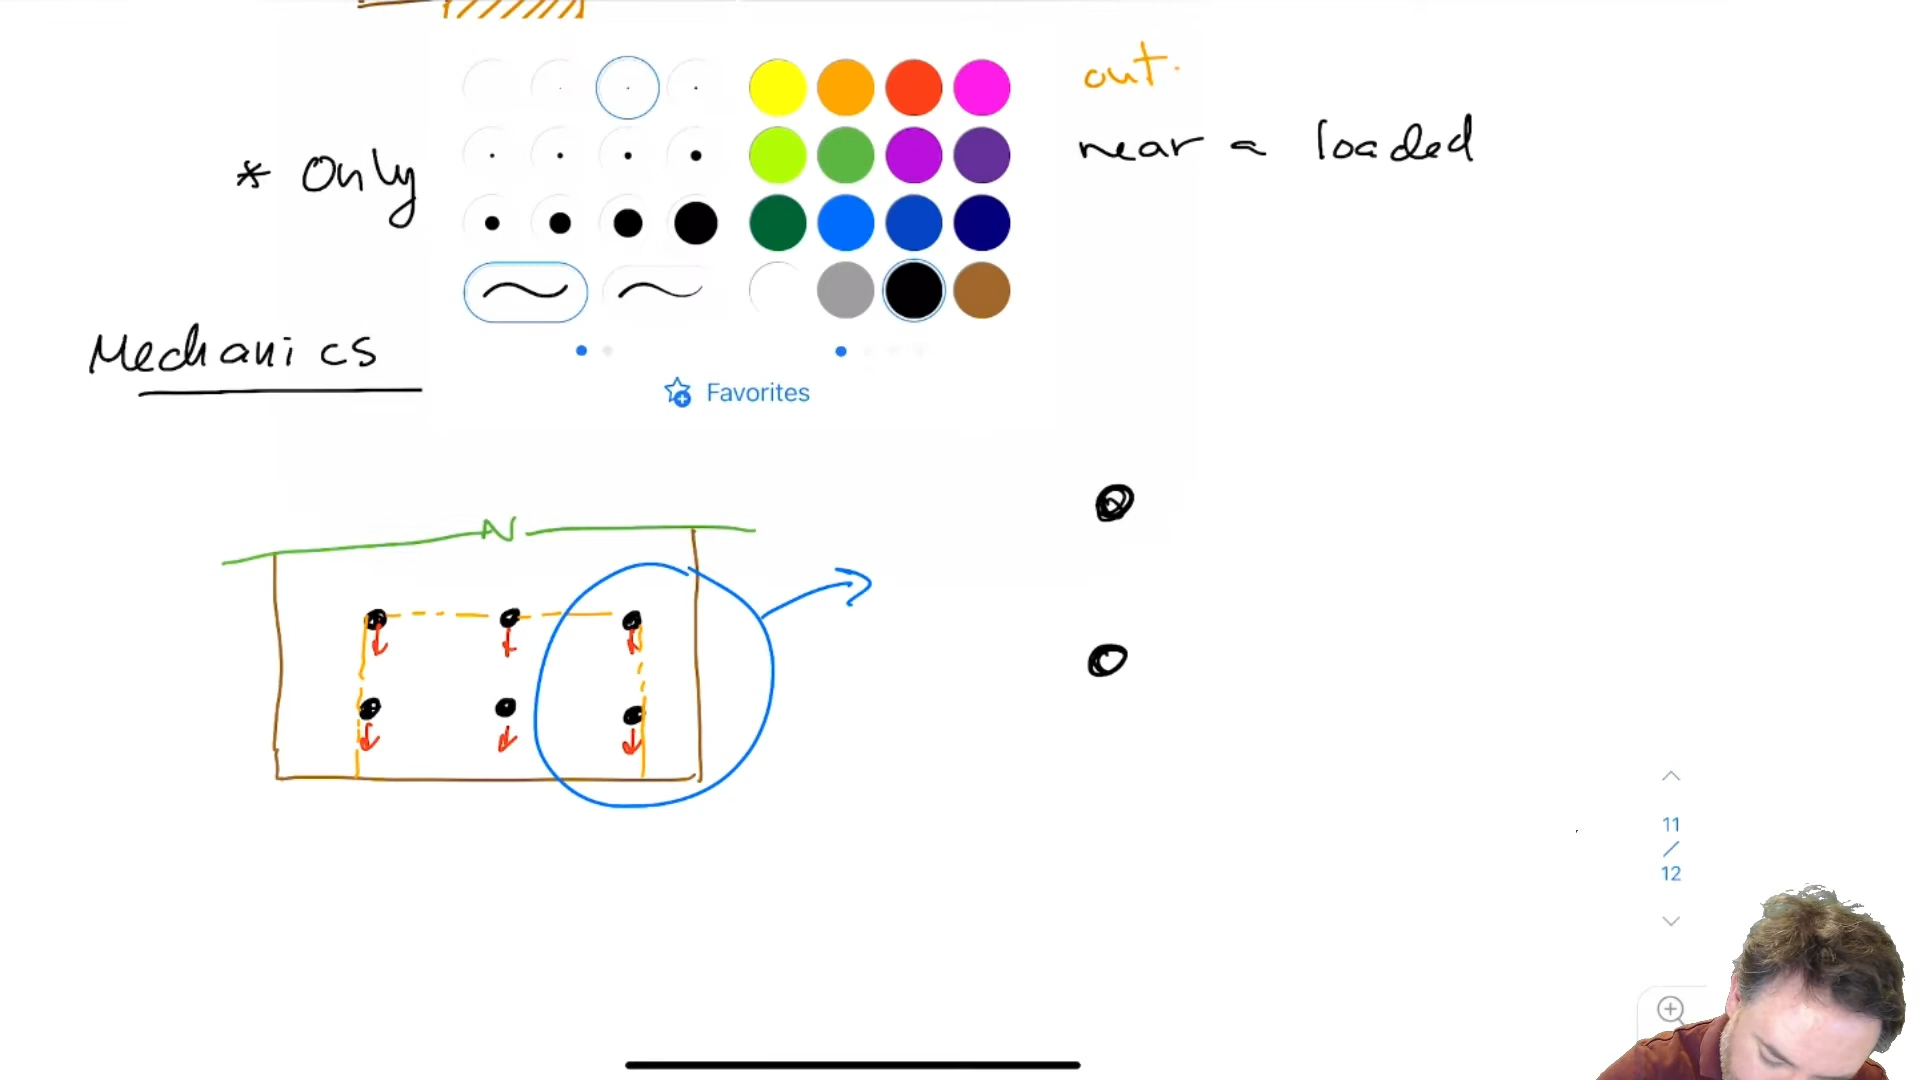 out.
* Only near a loaded
Mechanics
Favorites
11
/
12